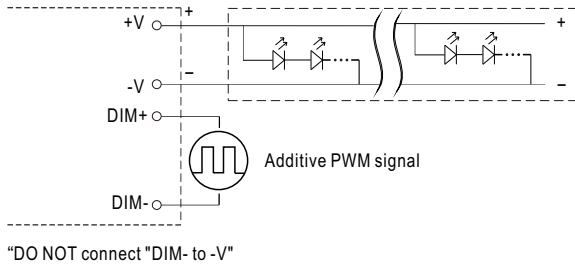 +V + +
-V − −
DIM+
Additive PWM signal
DIM-
“DO NOT connect "DIM- to -V"